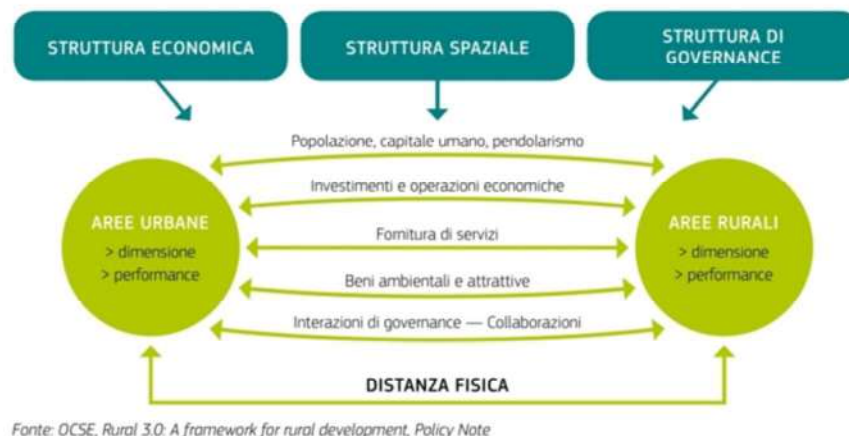 STRUTTURA ECONOMICA
STRUTTURA SPAZIALE
STRUTTURA DI
GOVERNANCE
Popolazione, capitale umano, pendolarismo
Investimenti e operazioni economiche
AREE URBANE
> dimensione
> performance
Fornitura di servizi
AREE RURALI
> dimensione
> performance
Beni ambientali e attrattive
Interazioni di governance — Collaborazioni
DISTANZA FISICA
Fonte: OCSE, Rural 3.0: A framework for rural development, Policy Note